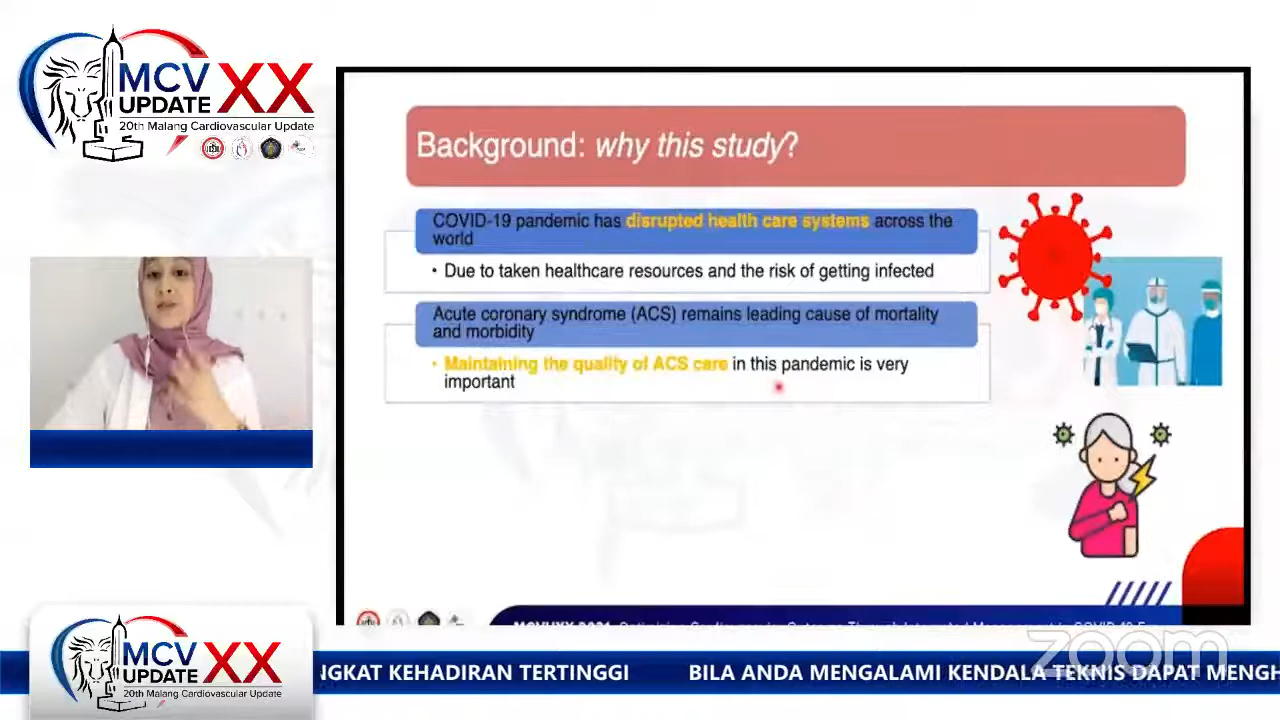 MCV
UPDATE
XX
20th Malang Cardiovascular Update
Background: why this study?
COVID-19 pandemic has disrupted health care systems across the
world
• Due to taken healthcare resources and the risk of getting infected
Acute coronary syndrome (ACS) remains leading cause of mortality
and morbidity
• Maintaining the quality of ACS care in this pandemic is very
important
zoom
MCV
UPDATE
XX
20th Malang Cardiovascular Update
NGKAT KEHADIRAN TERTINGGI BILA ANDA MENGALAMI KENDALA TEKNIS DAPAT MENGH